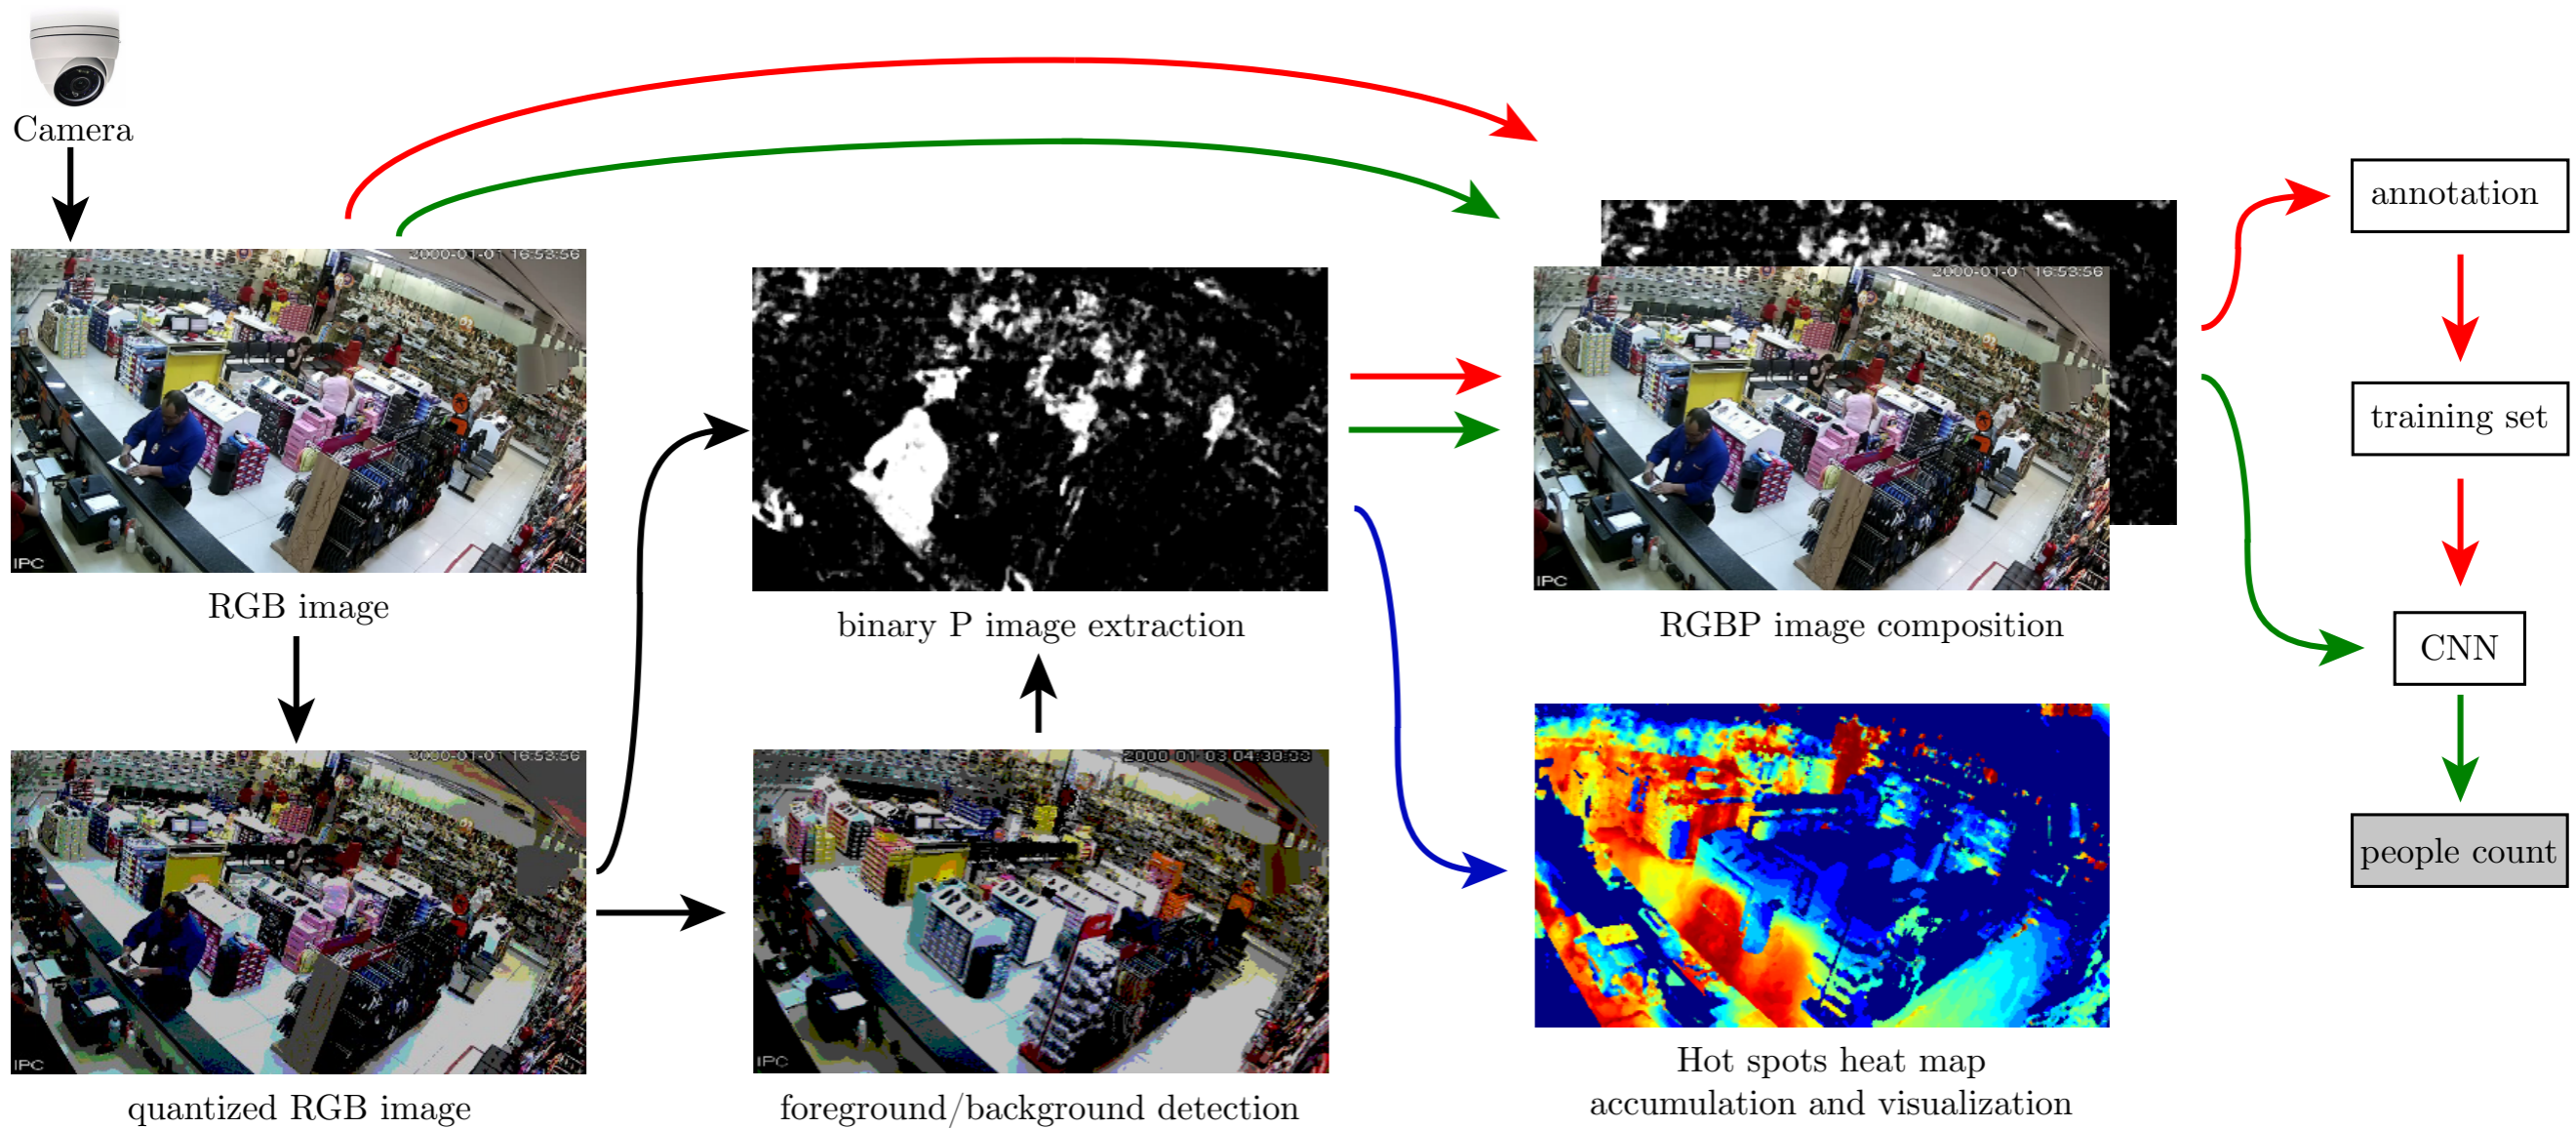 Camera
2000-01-01 16:53:56
IPC
RGB image
binary P image extraction
2000-01-01 16:53:56
IPC
RGBP image composition
annotation
training set
CNN
people count
2000-01-01 16:53:56
IPC
quantized RGB image
2000 01 03 04:38:33
IPC
foreground/background detection
Hot spots heat map
accumulation and visualization